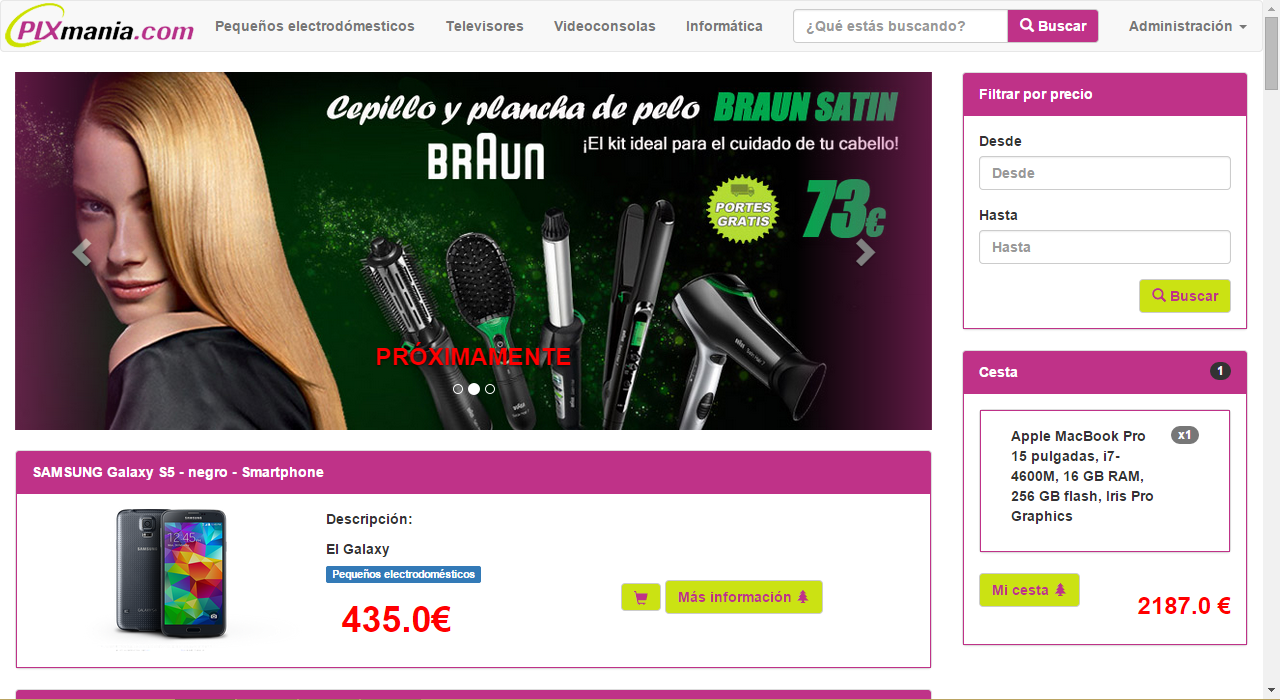 PIXmania.com
Pequeños electrodómesticos
Televisores
Videoconsolas
Informática
¿Qué estás buscando?
Buscar
Administración
Cepillo y plancha de pelo BRAUN SATIN
BRAUN
¡El kit ideal para el cuidado de tu cabello!
PORTES
GRATIS
73€
PRÓXIMAMENTE
Filtrar por precio
Desde
Desde
Hasta
Hasta
Buscar
Cesta
1
Apple MacBook Pro
x1
15 pulgadas, i7-
4600M, 16 GB RAM,
256 GB flash, Iris Pro
Graphics
Mi cesta
2187.0 €
SAMSUNG Galaxy S5 - negro - Smartphone
SAMSUNG
12:45
Descripción:
El Galaxy
Pequeños electrodomésticos
435.0€
Más información